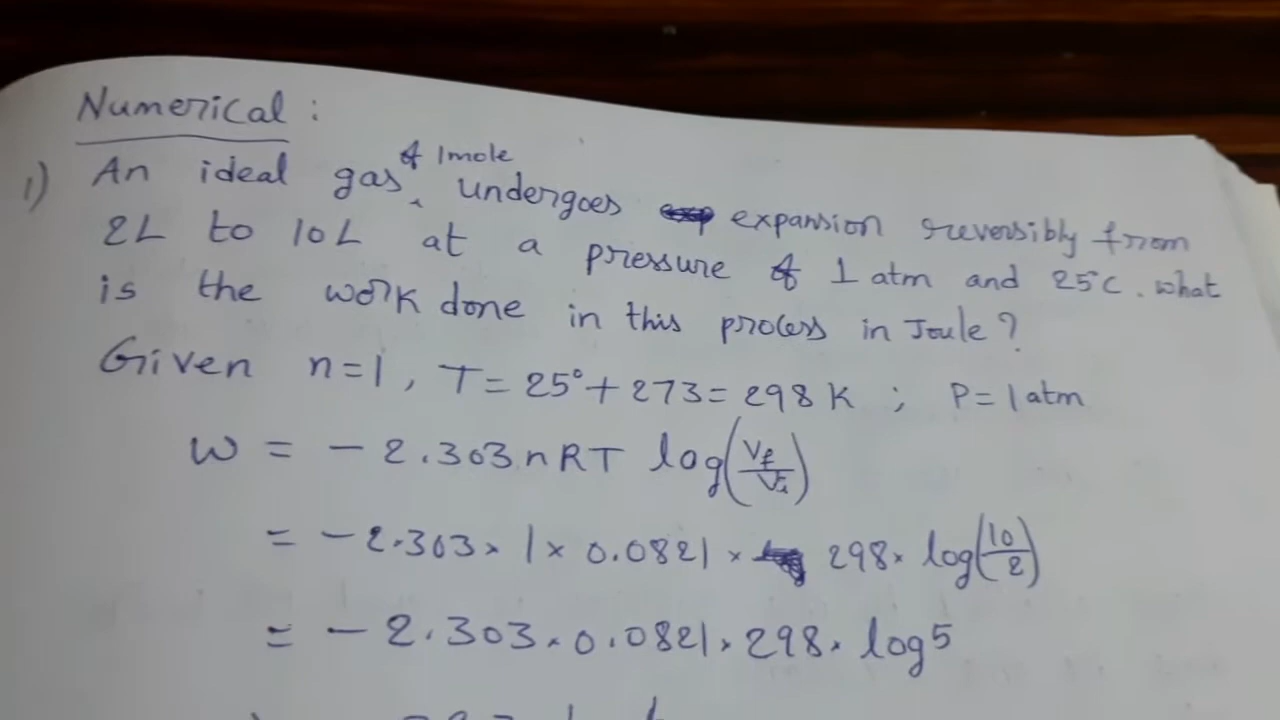 Numerical :
of 1mole
1) An ideal gas undergoes expansion reversibly from
2L to 10L at a pressure of 1 atm and 25°C. what
is the work done in this process in Joule ?
Given n=1, T= 25°+273= 298 K ; P= 1 atm
W = - 2.303 nRT log(Vf/Vi)
= - 2.303 × 1 × 0.0821 × 298 × log(10/2)
= - 2.303 × 0.0821 × 298 × log 5